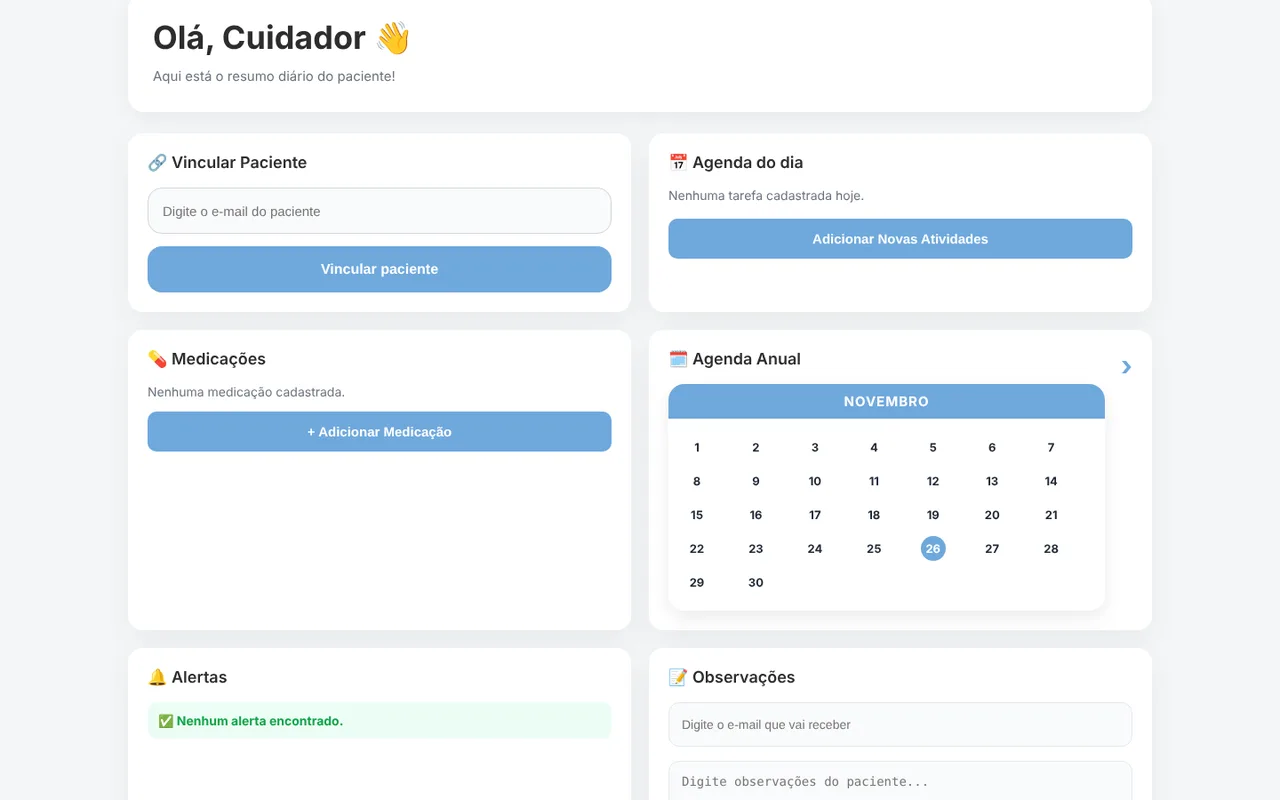 Olá, Cuidador 👋
Aqui está o resumo diário do paciente!
🔗 Vincular Paciente
Digite o e-mail do paciente
Vincular paciente
📅 Agenda do dia
Nenhuma tarefa cadastrada hoje.
Adicionar Novas Atividades
💊 Medicações
Nenhuma medicação cadastrada.
+ Adicionar Medicação
🗓️ Agenda Anual
›
NOVEMBRO
1 2 3 4 5 6 7
8 9 10 11 12 13 14
15 16 17 18 19 20 21
22 23 24 25 26 27 28
29 30
🔔 Alertas
✅ Nenhum alerta encontrado.
📝 Observações
Digite o e-mail que vai receber
Digite observações do paciente...